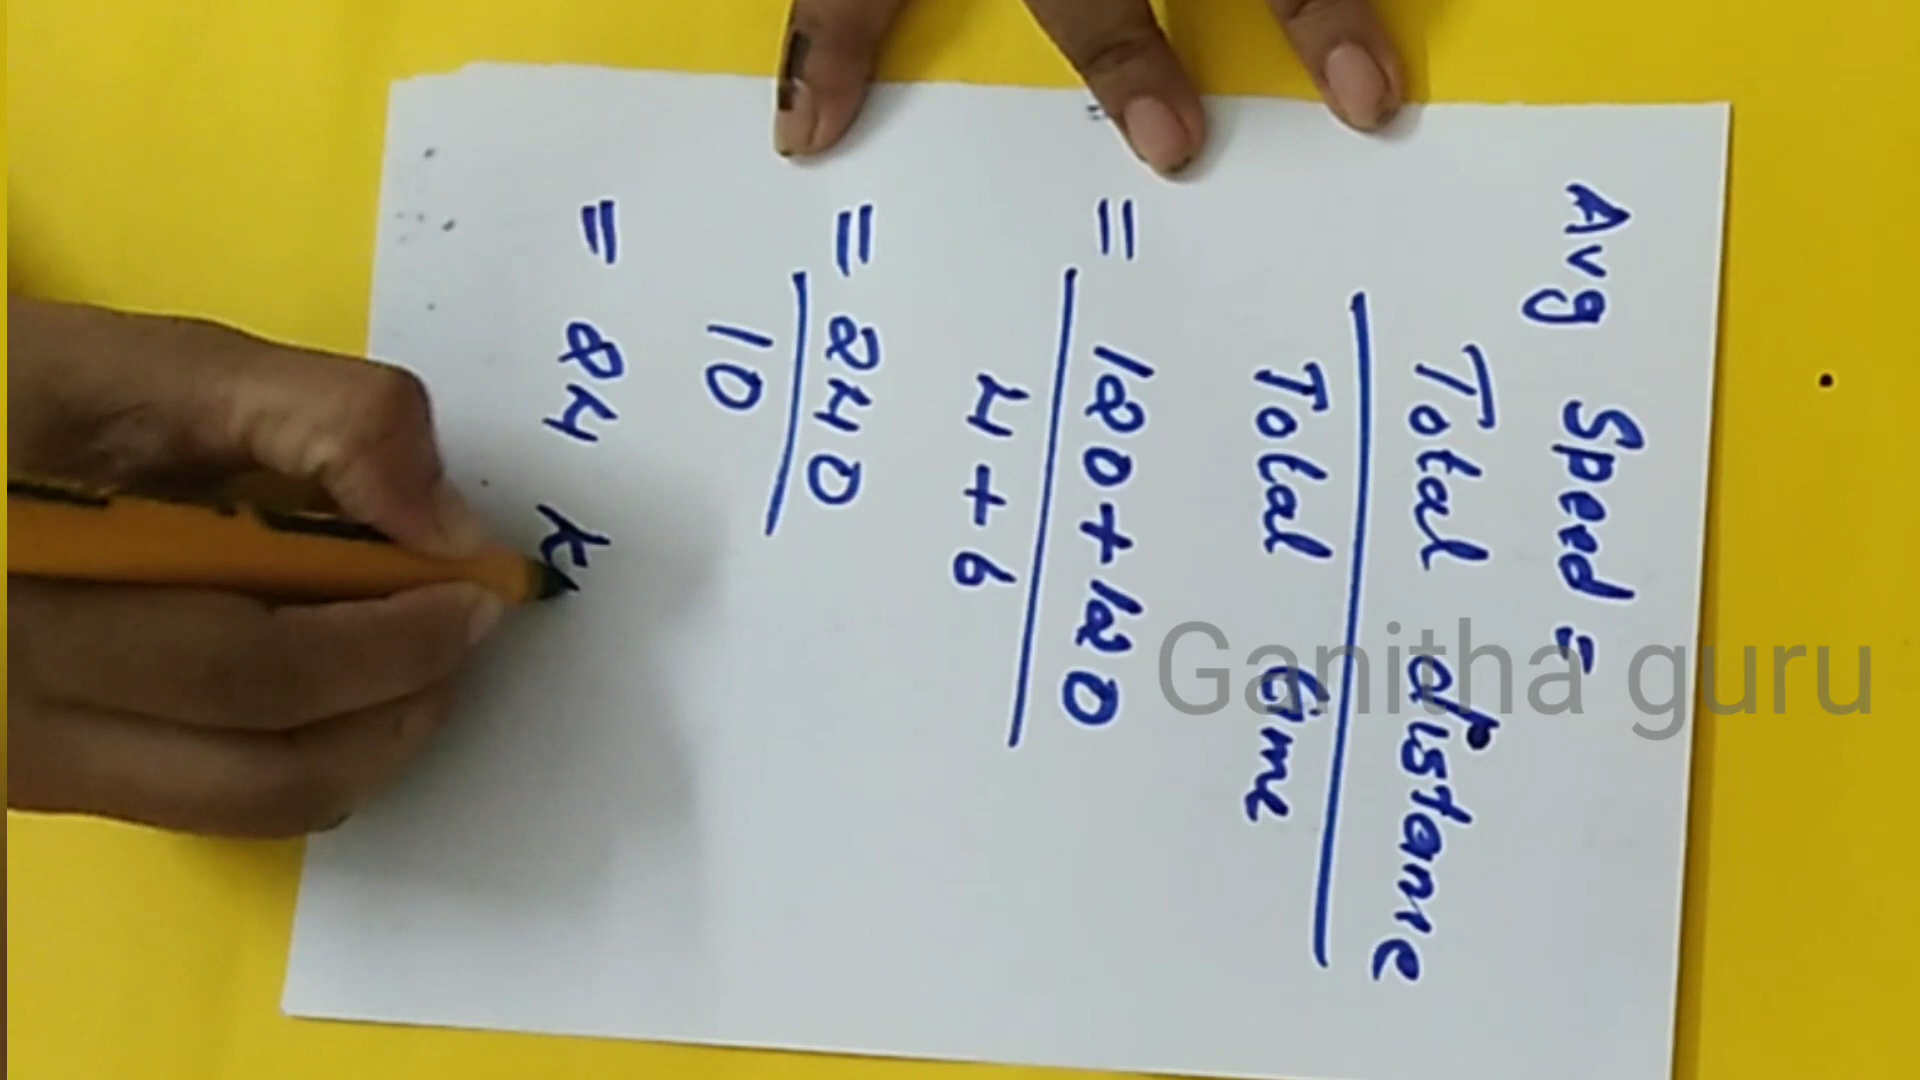 Avg Speed =
Total distance
Total time
=
120+120
4+6
= 240
10
= 24 k
Ganitha guru